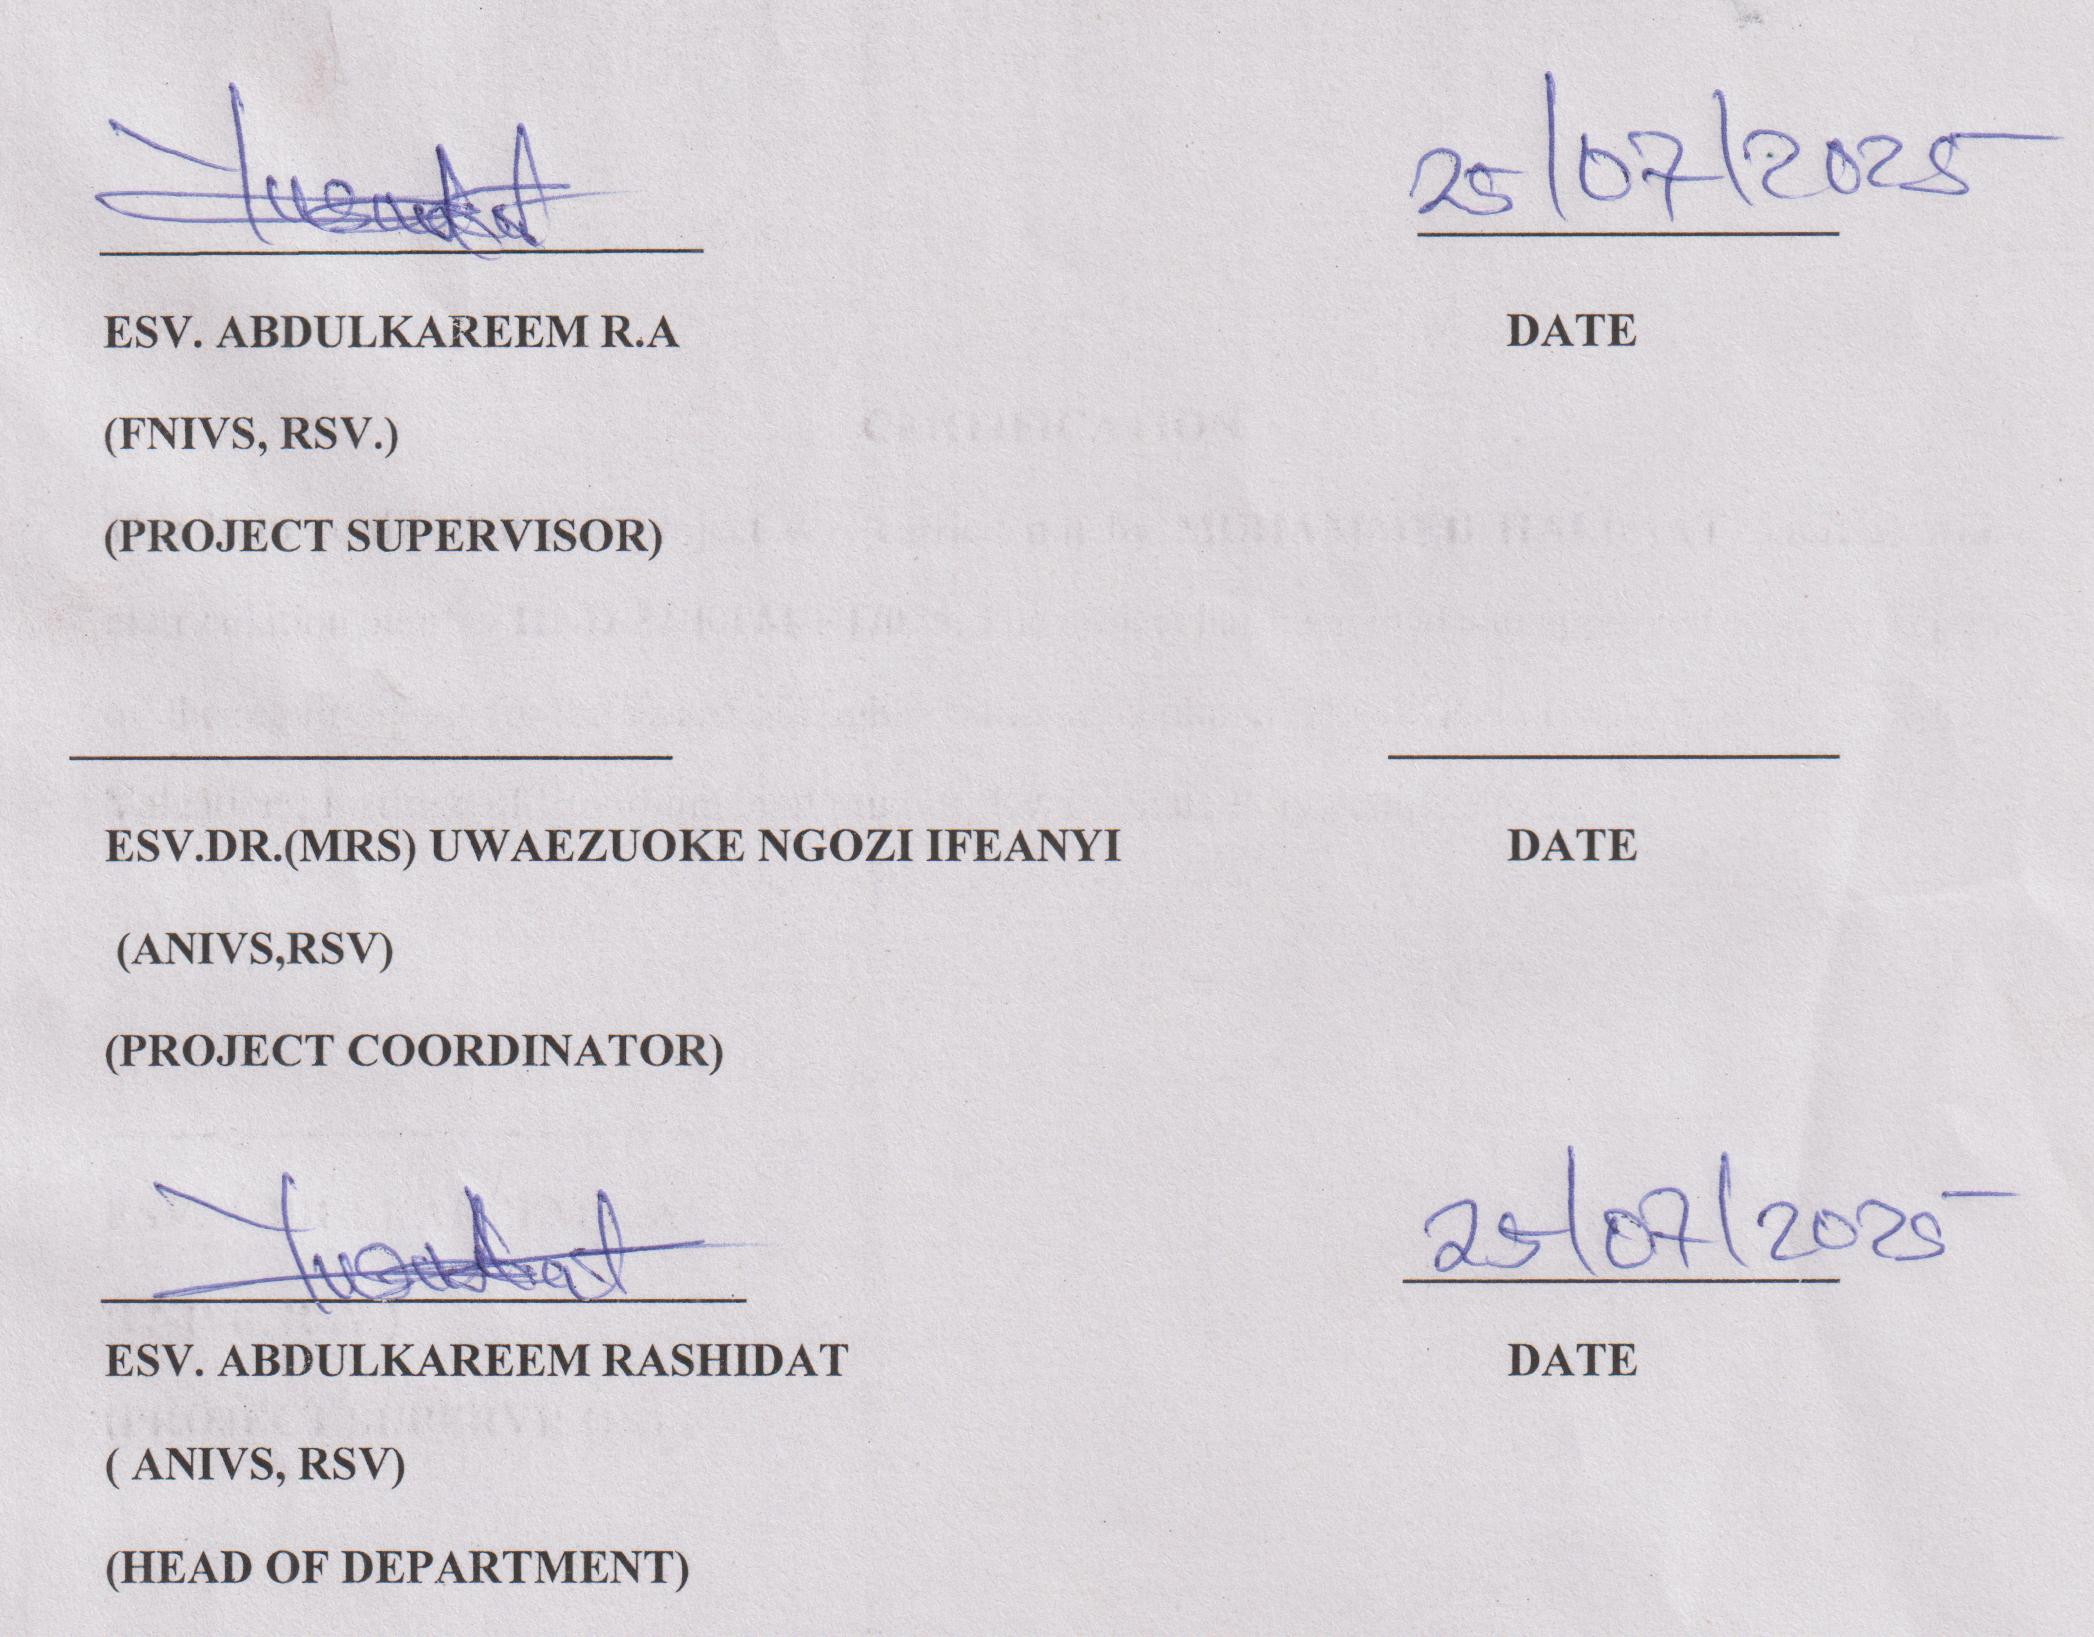 25/07/2025
ESV. ABDULKAREEM R.A DATE
(FNIVS, RSV.)
CERTIFICATION
(PROJECT SUPERVISOR)
ESV.DR.(MRS) UWAEZUOKE NGOZI IFEANYI DATE
(ANIVS,RSV)
(PROJECT COORDINATOR)
25/07/2025
ESV. ABDULKAREEM RASHIDAT DATE
( ANIVS, RSV)
(HEAD OF DEPARTMENT)